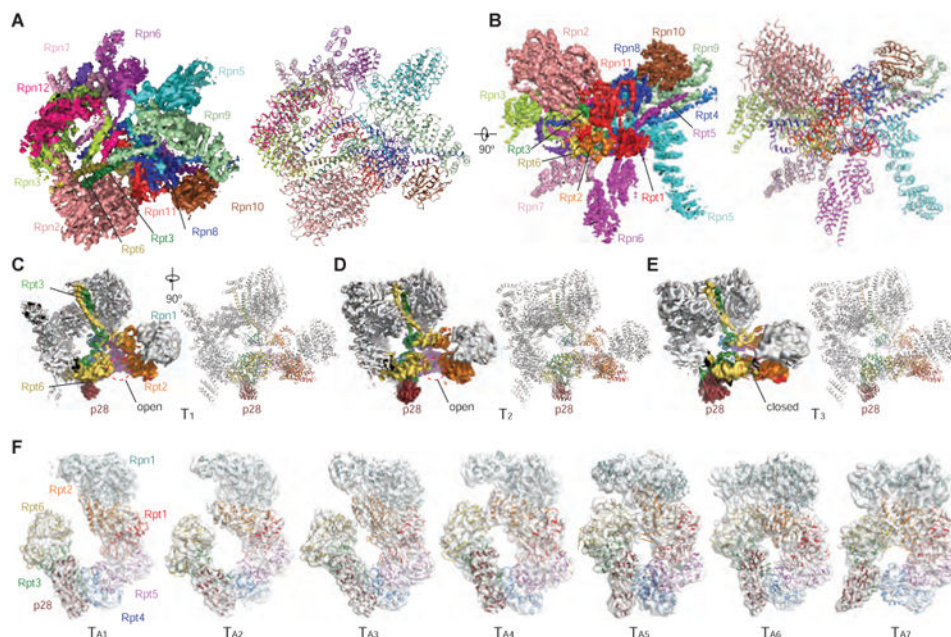 A
Rpn6
Rpn7
Rpn5
Rpn12
Rpn9
Rpn3
Rpn11
Rpn10
Rpn2
Rpt3
Rpn8
Rpt6
90°
B
Rpn2
Rpn8
Rpn10
Rpn11
Rpn9
Rpn3
Rpt4
Rpt5
Rpt3
Rpt6
Rpn7
Rpt2
Rpt1
Rpn5
Rpn6
C
Rpt3
90°
Rpn1
Rpt6
Rpt2
open
p28
T1
p28
D
open
p28
T2
p28
E
closed
p28
T3
p28
F
Rpn1
Rpt2
Rpt6
Rpt1
Rpt3
Rpt5
p28
Rpt4
TA1 TA2 TA3 TA4 TA5 TA6 TA7